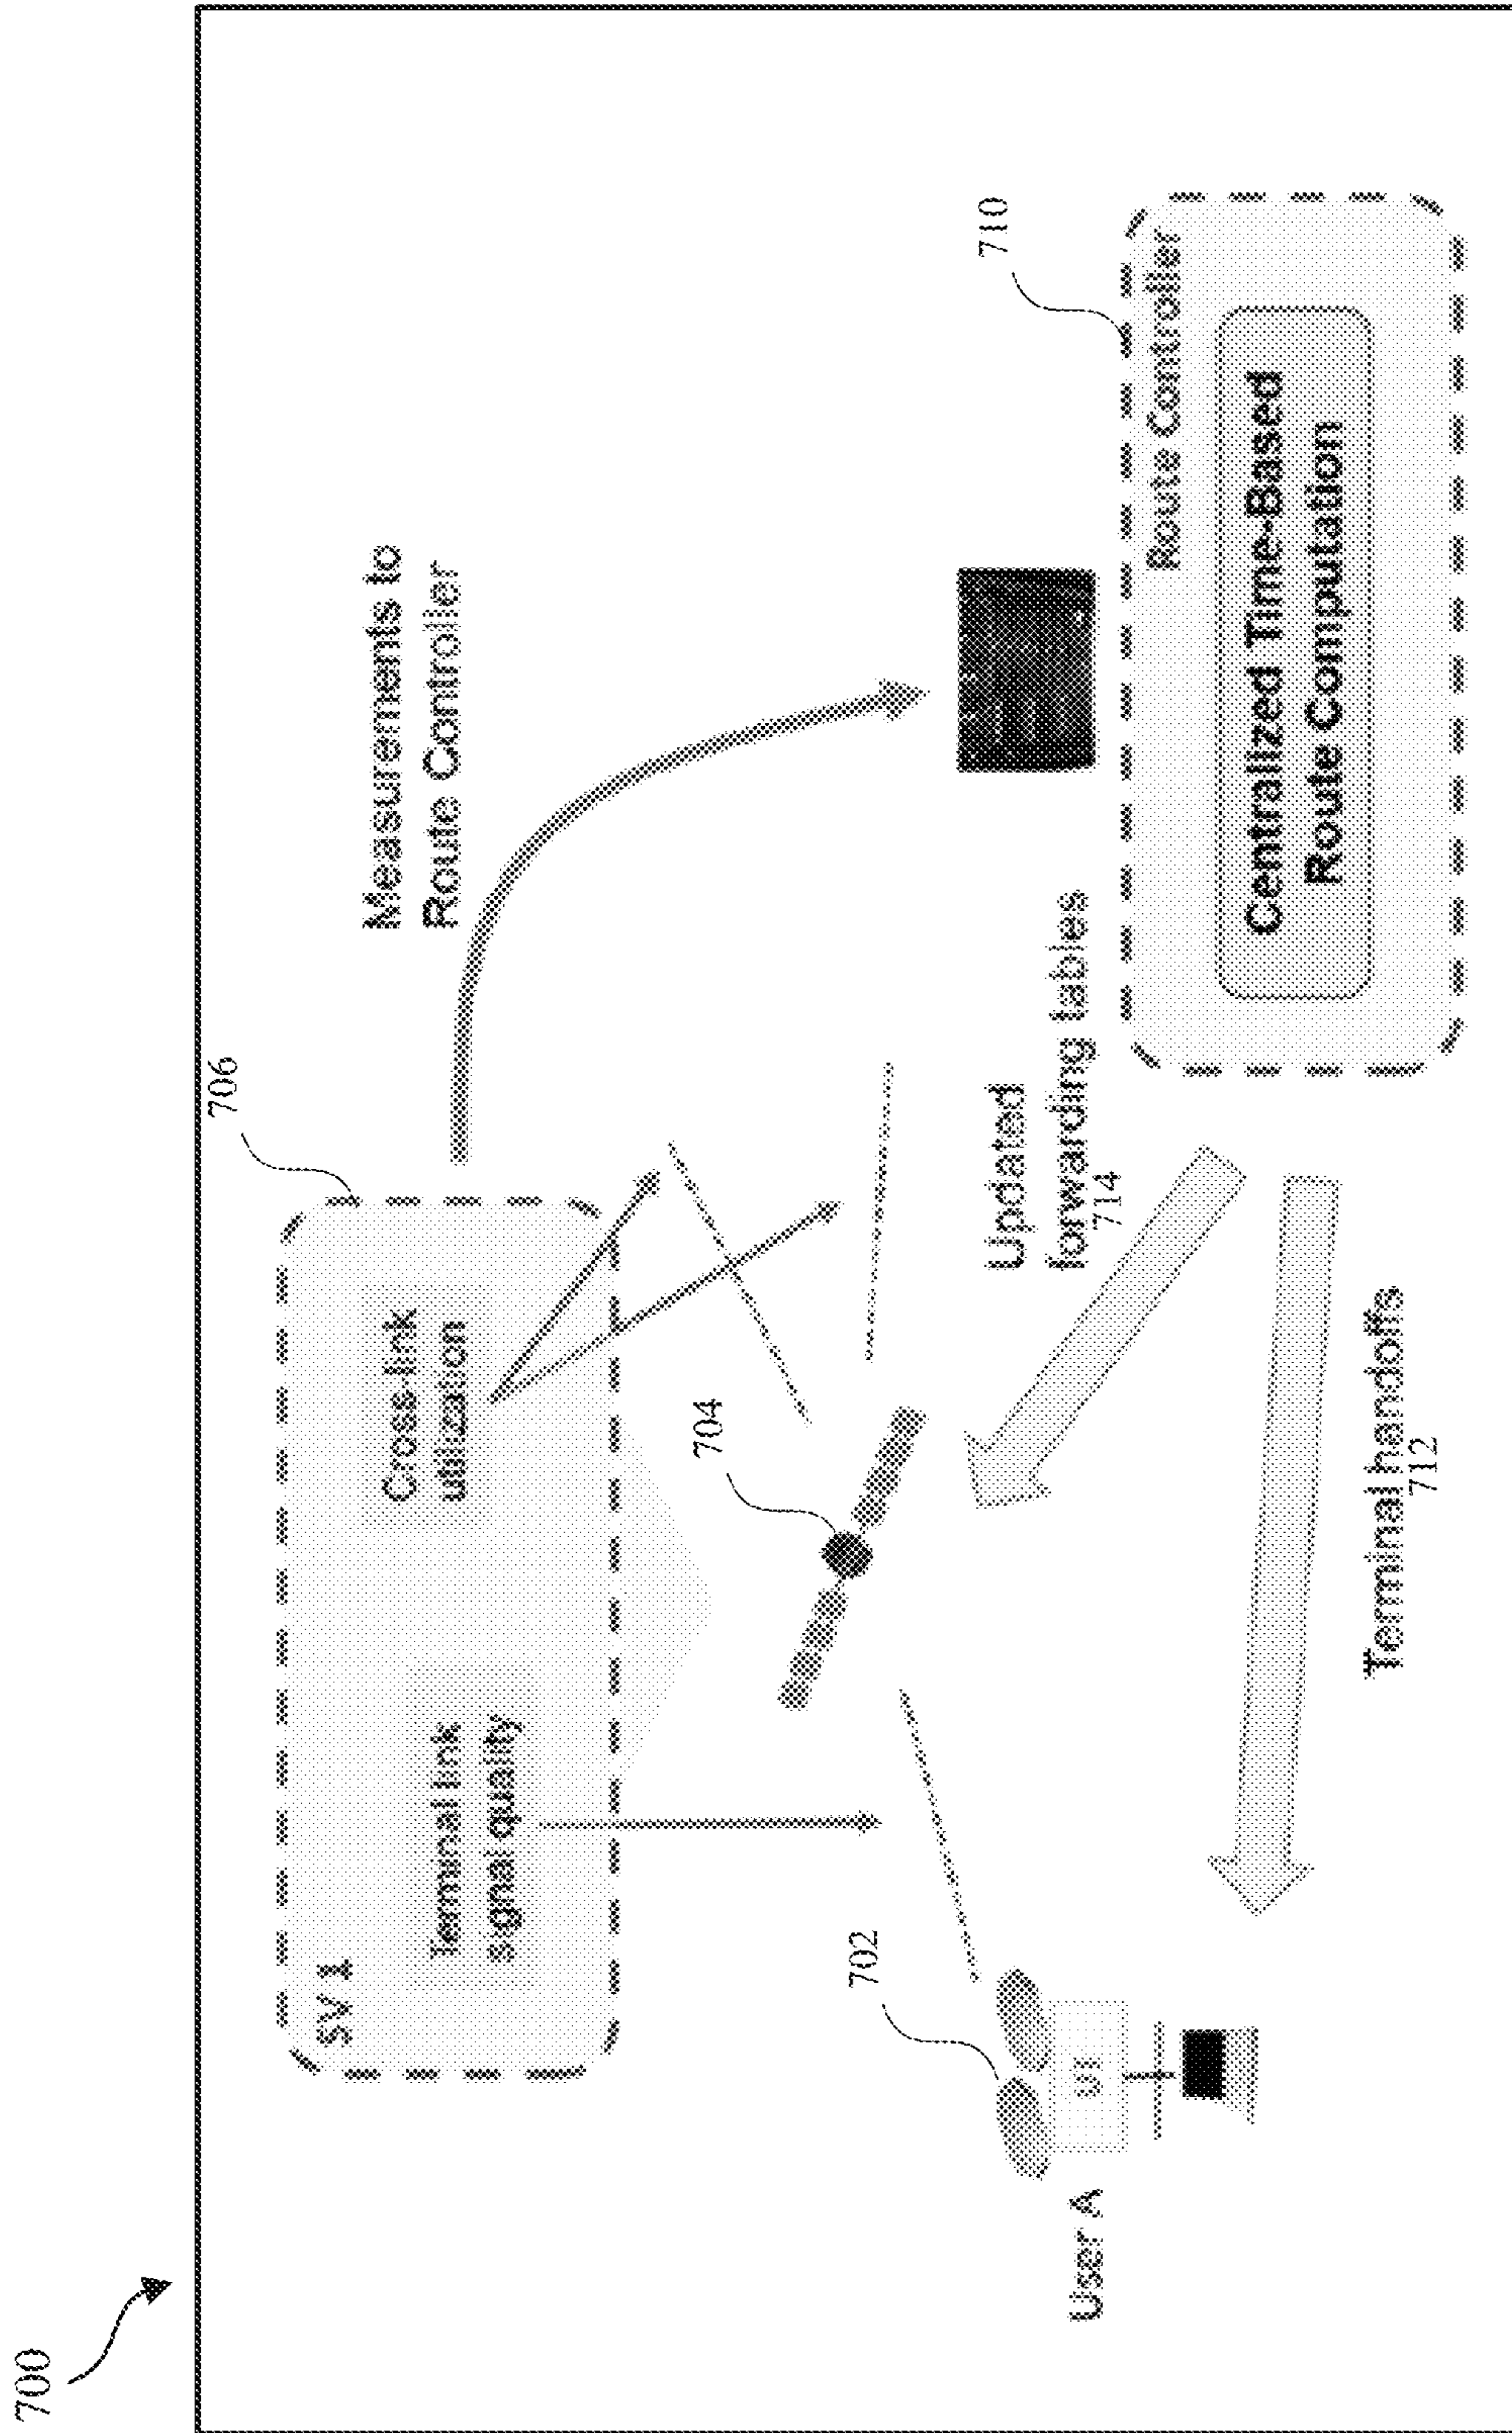 700
706
SV 1
Terminal link
signal quality
Cross-link
utilization
Measurements to
Route Controller
704
702
UT
User A
Updated
forwarding tables
714
710
Route Controller
Centralized Time-Based
Route Computation
Terminal handoffs
712